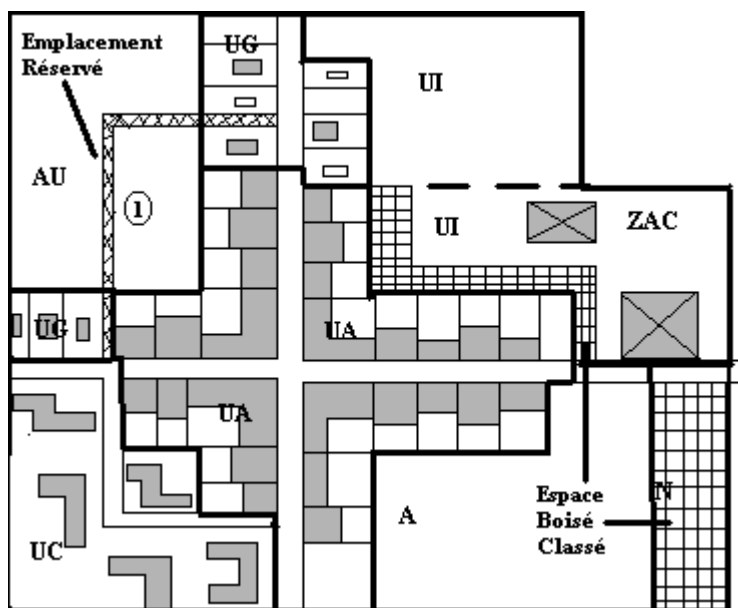 Emplacement
Réservé
UG
UI
AU
1
UI
ZAC
UG
UA
UA
Espace
Boisé
Classé
N
A
UC